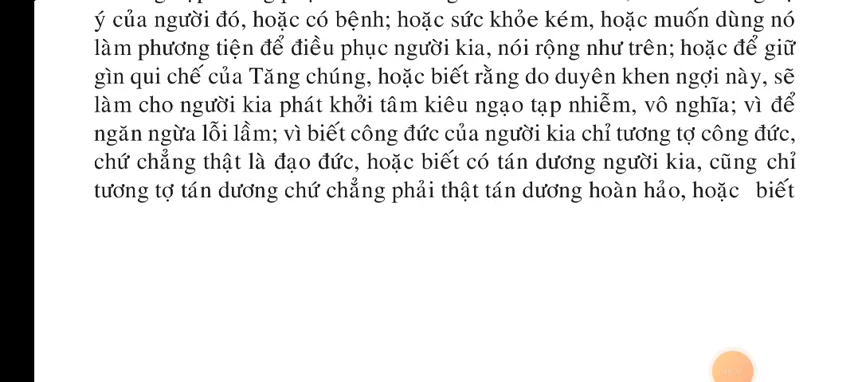 ý của người đó, hoặc có bệnh; hoặc sức khỏe kém, hoặc muốn dùng nó
làm phương tiện để điều phục người kia, nói rộng như trên; hoặc để giữ
gìn qui chế của Tăng chúng, hoặc biết rằng do duyên khen ngợi này, sẽ
làm cho người kia phát khởi tâm kiêu ngạo tạp nhiễm, vô nghĩa; vì để
ngăn ngừa lỗi lầm; vì biết công đức của người kia chỉ tương tợ công đức,
chứ chẳng thật là đạo đức, hoặc biết có tán dương người kia, cũng chỉ
tương tợ tán dương chứ chẳng phải thật tán dương hoàn hảo, hoặc biết